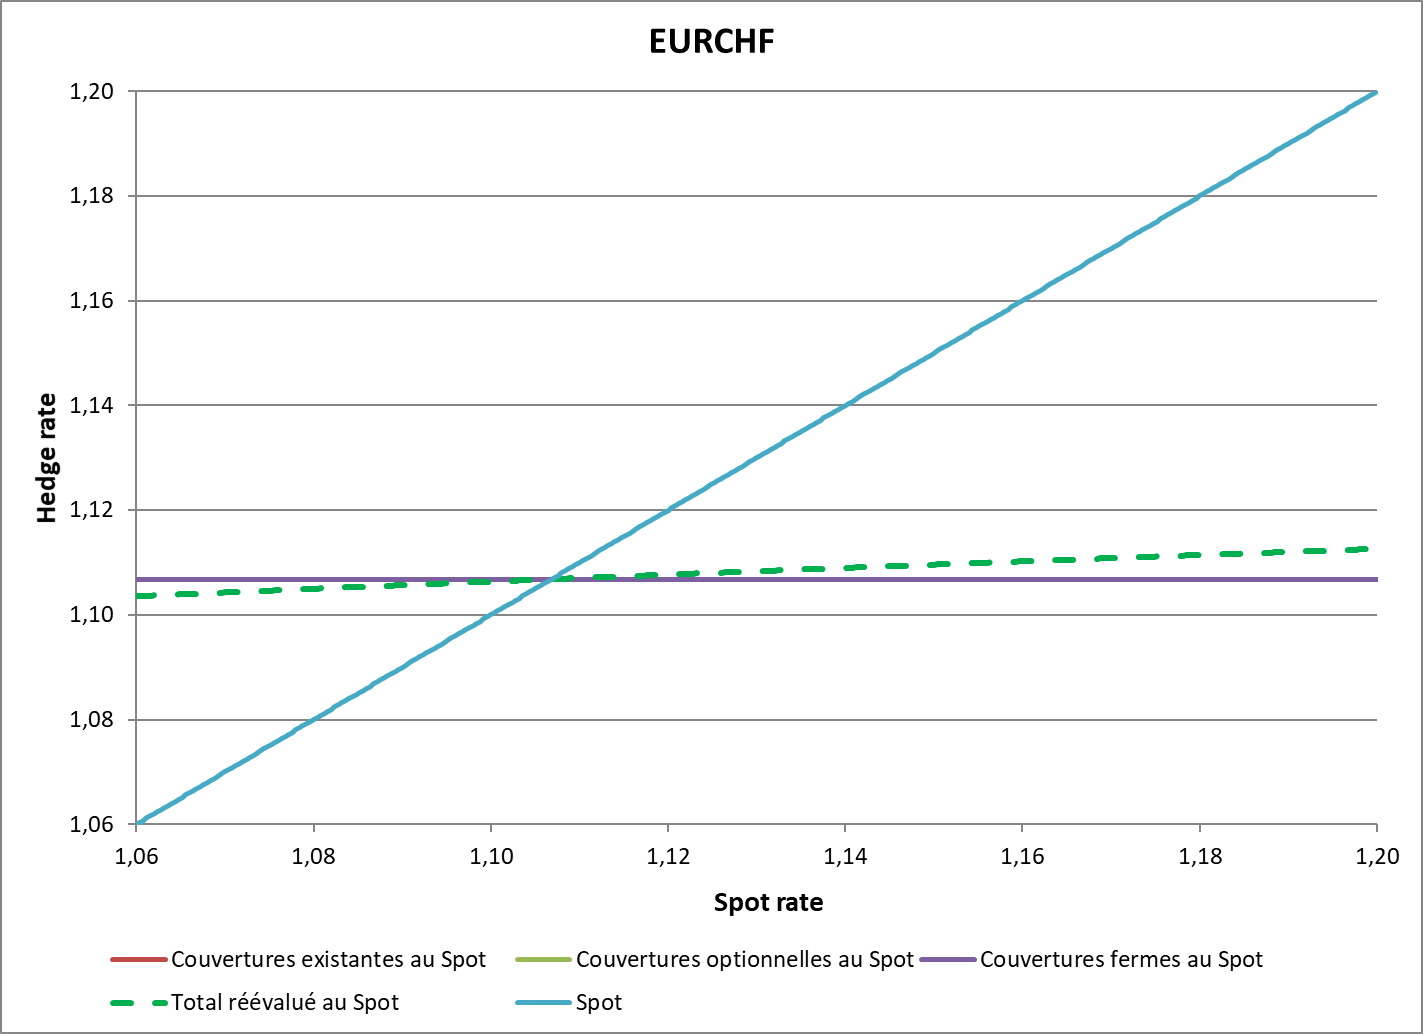 EURCHF
1,20
1,18
1,16
1,14
1,12
1,10
1,08
1,06
Hedge rate
1,06 1,08 1,10 1,12 1,14 1,16 1,18 1,20
Spot rate
Couvertures existantes au Spot Couvertures optionnelles au Spot Couvertures fermes au Spot
Total réévalué au Spot Spot